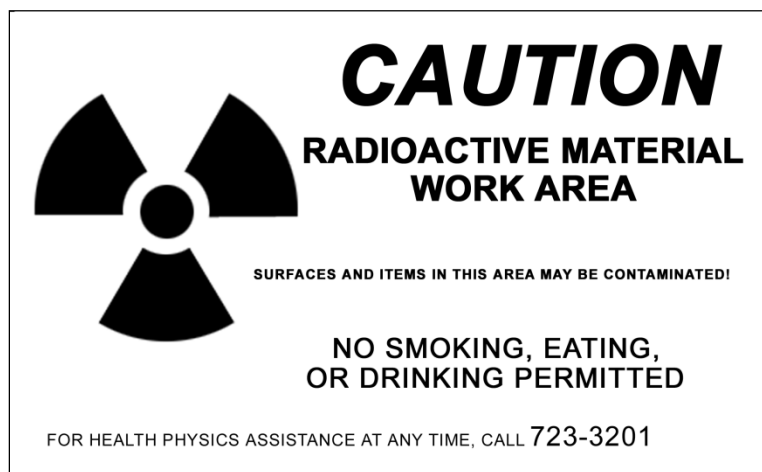 CAUTION
RADIOACTIVE MATERIAL
WORK AREA
SURFACES AND ITEMS IN THIS AREA MAY BE CONTAMINATED!
NO SMOKING, EATING,
OR DRINKING PERMITTED
FOR HEALTH PHYSICS ASSISTANCE AT ANY TIME, CALL 723-3201